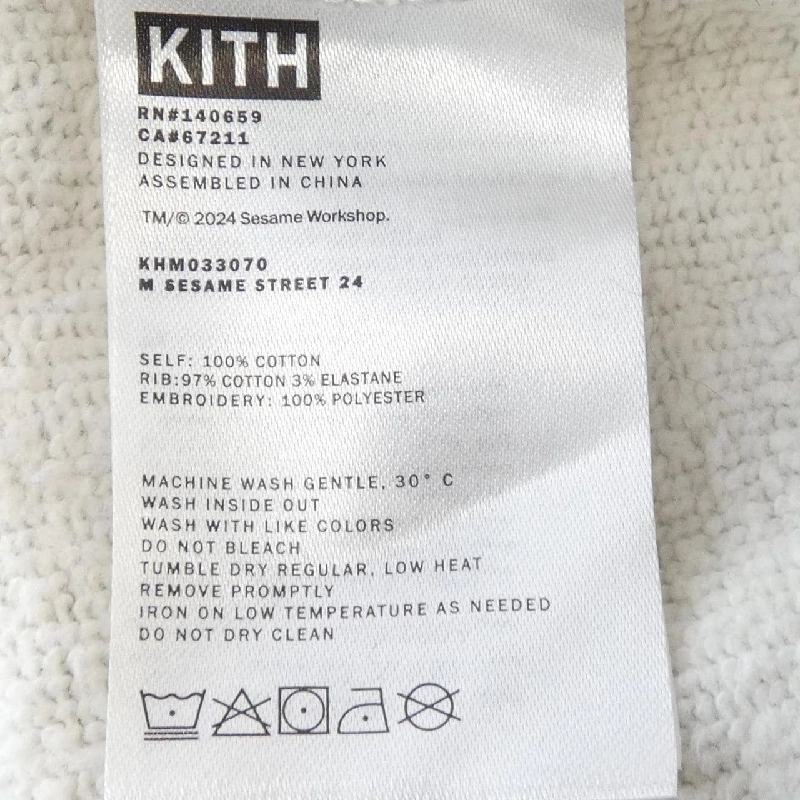 KITH
RN#140659
CA#67211
DESIGNED IN NEW YORK
ASSEMBLED IN CHINA
TM/© 2024 Sesame Workshop.
KHM033070
M SESAME STREET 24
SELF: 100% COTTON
RIB:97% COTTON 3% ELASTANE
EMBROIDERY: 100% POLYESTER
MACHINE WASH GENTLE, 30° C
WASH INSIDE OUT
WASH WITH LIKE COLORS
DO NOT BLEACH
TUMBLE DRY REGULAR, LOW HEAT
REMOVE PROMPTLY
IRON ON LOW TEMPERATURE AS NEEDED
DO NOT DRY CLEAN